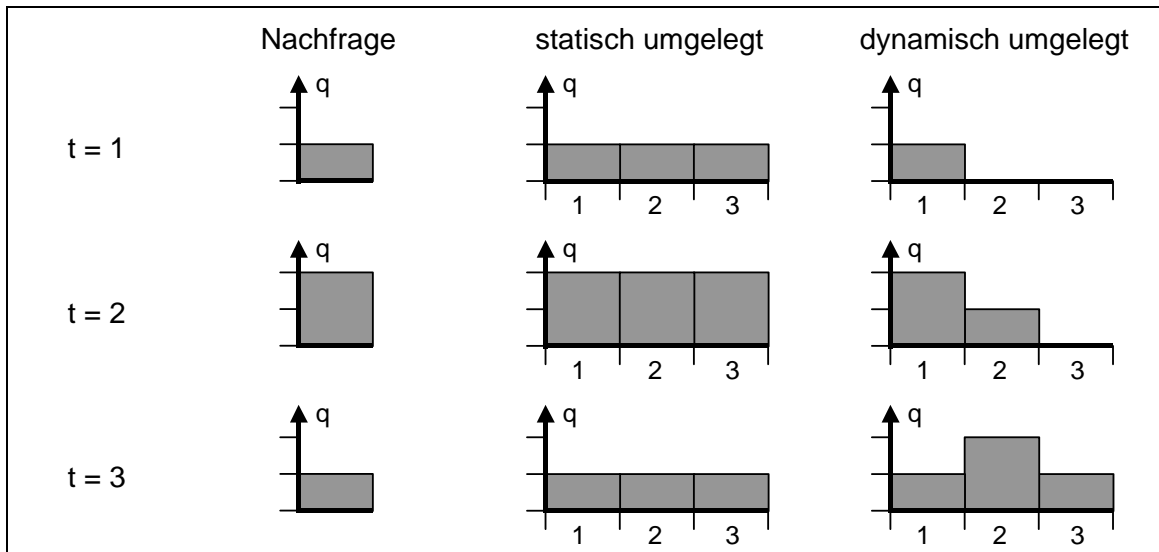 Nachfrage statisch umgelegt dynamisch umgelegt
q q q
t = 1
1 2 3 1 2 3
q q q
t = 2
1 2 3 1 2 3
q q q
t = 3
1 2 3 1 2 3